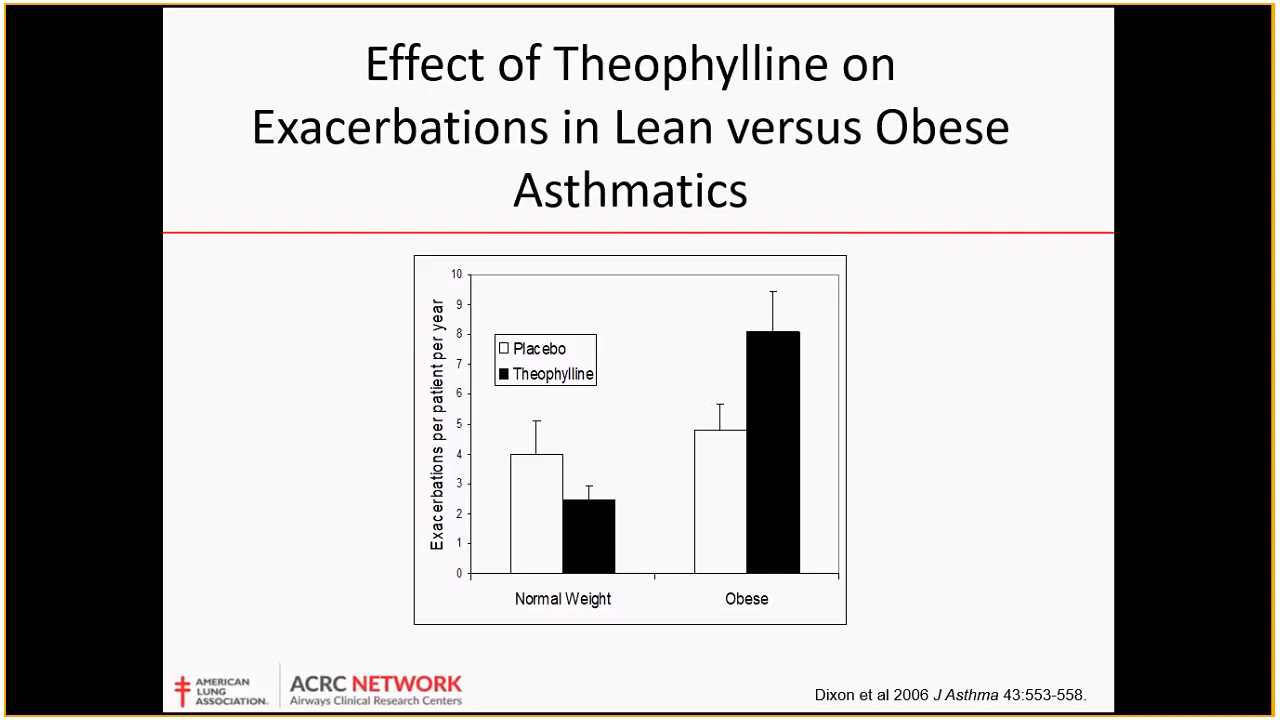 Effect of Theophylline on
Exacerbations in Lean versus Obese
Asthmatics
Exacerbations per patient per year
10
9
8
7
6
5
4
3
2
1
0
Placebo
Theophylline
Normal Weight
Obese
AMERICAN
LUNG
ASSOCIATION.
ACRC NETWORK
Airways Clinical Research Centers
Dixon et al 2006 J Asthma 43:553-558.